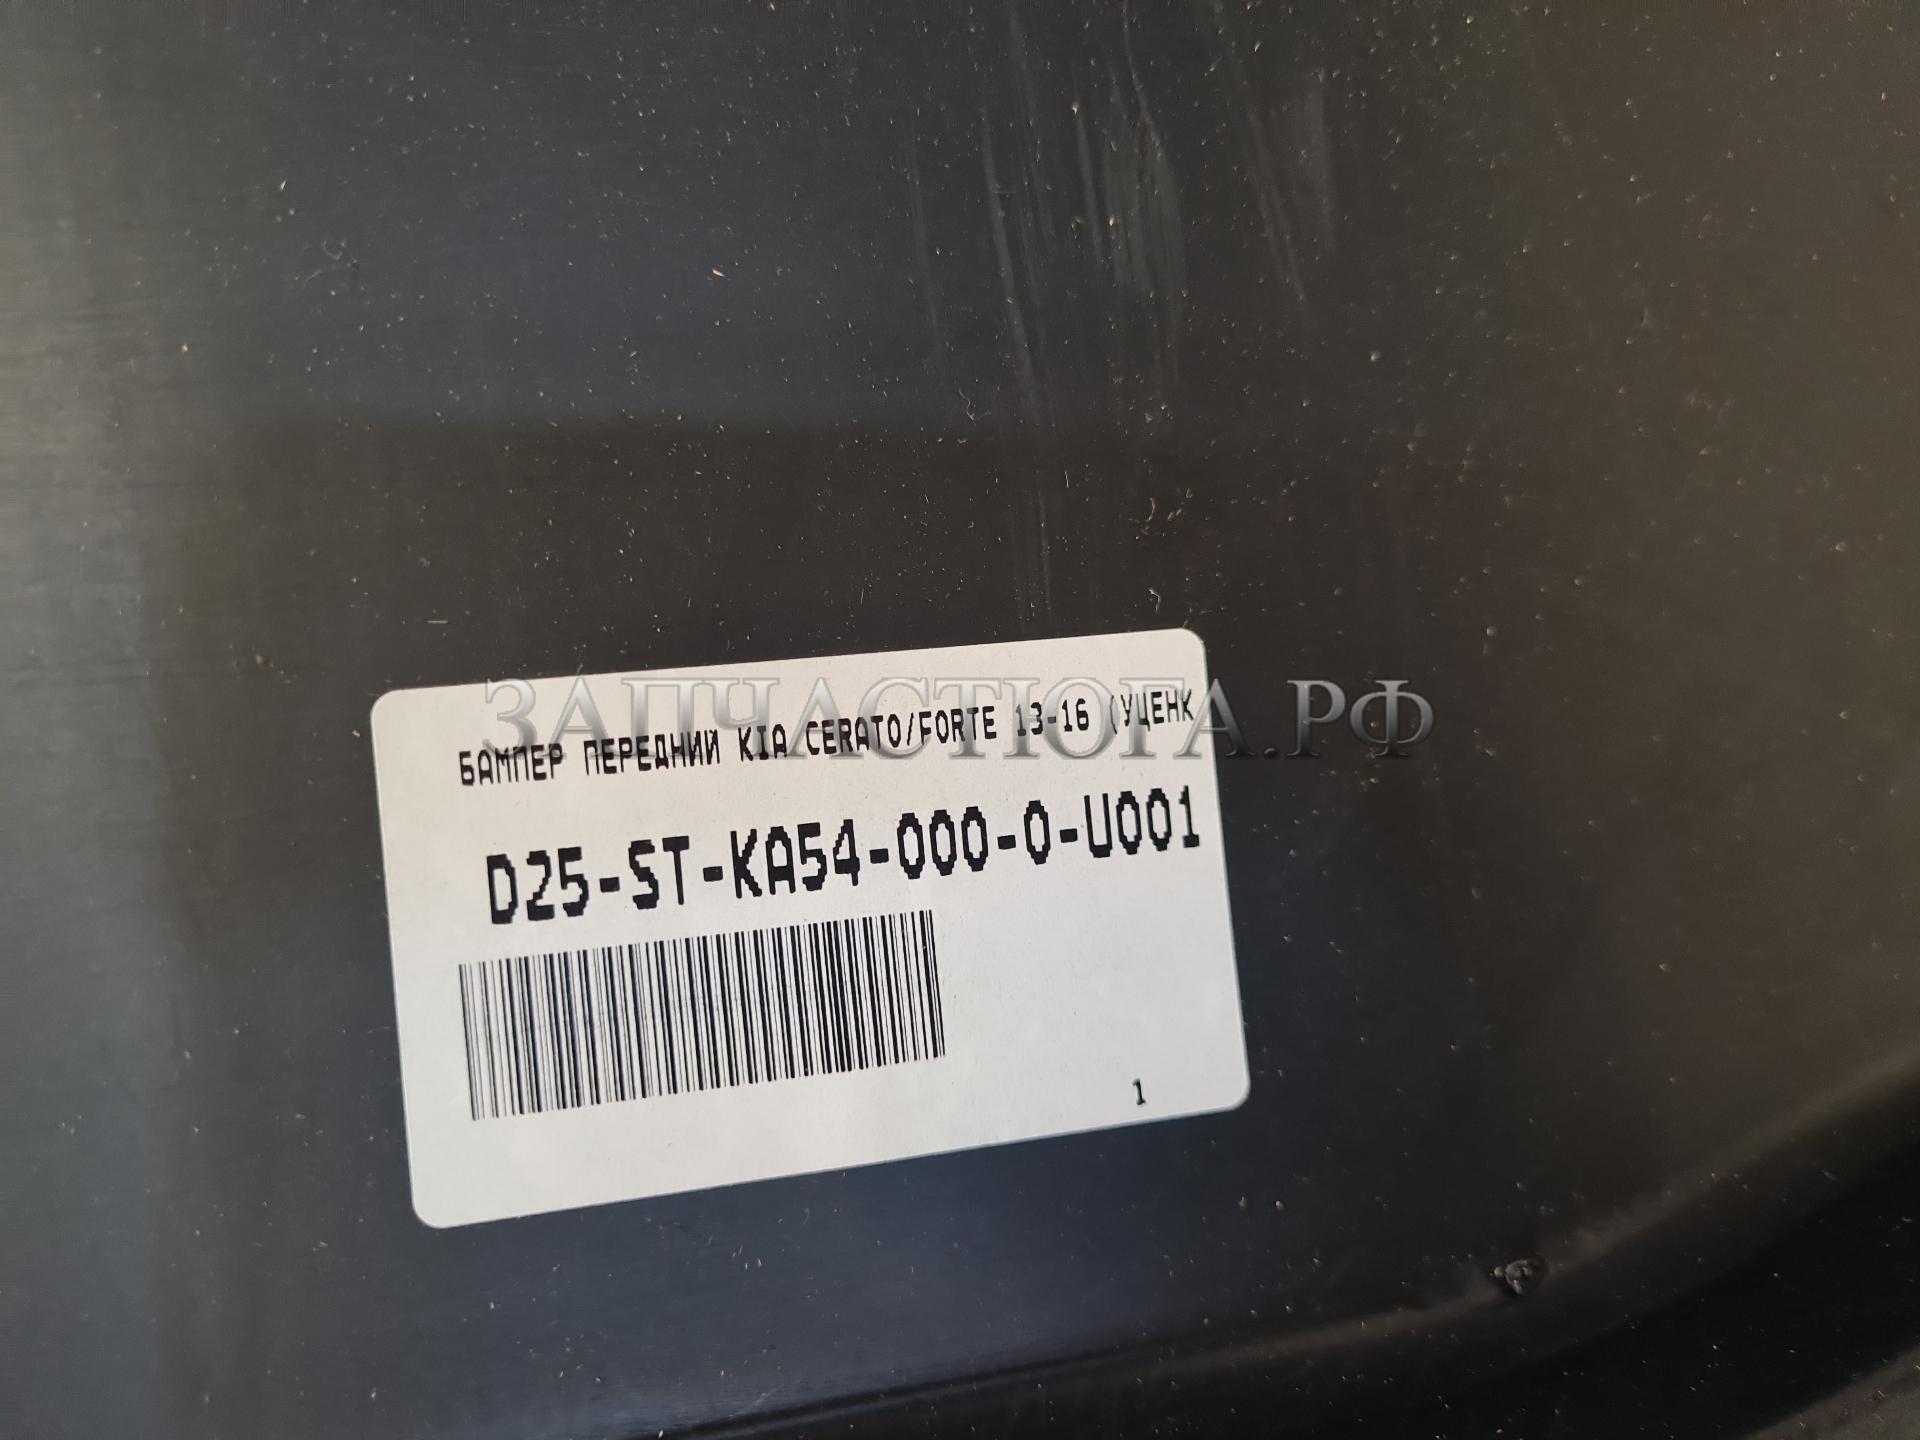 ЗАПЧАСТЮГА.РФ
БАМПЕР ПЕРЕДНИЙ KIA CERATO/FORTE 13-16 (УЦЕНК
D25-ST-KA54-000-0-U001
1